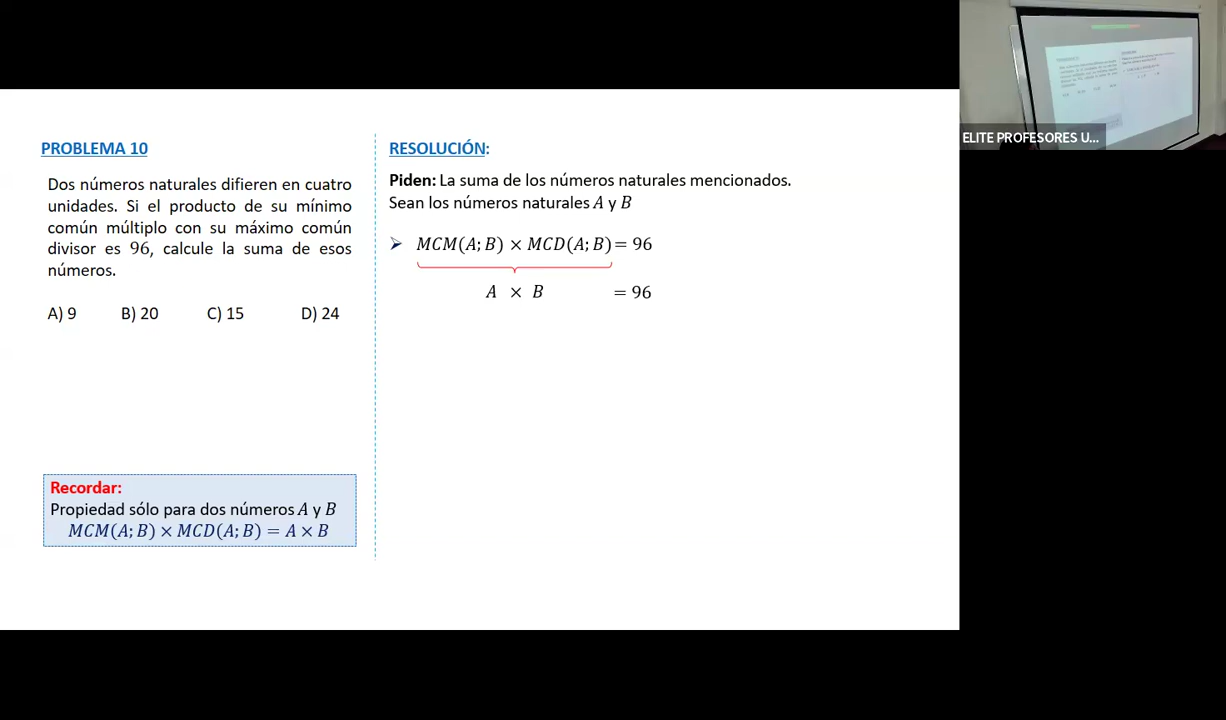 PROBLEMA 10
Dos números naturales difieren en cuatro
unidades. Si el producto de su mínimo
común múltiplo con su máximo común
divisor es 96, calcule la suma de esos
números.
A) 9 B) 20 C) 15 D) 24
Recordar:
Propiedad sólo para dos números A y B
MCM(A; B) × MCD(A; B) = A × B
RESOLUCIÓN:
Piden: La suma de los números naturales mencionados.
Sean los números naturales A y B
➢ MCM(A; B) × MCD(A; B) = 96
A × B = 96
ELITE PROFESORES U...